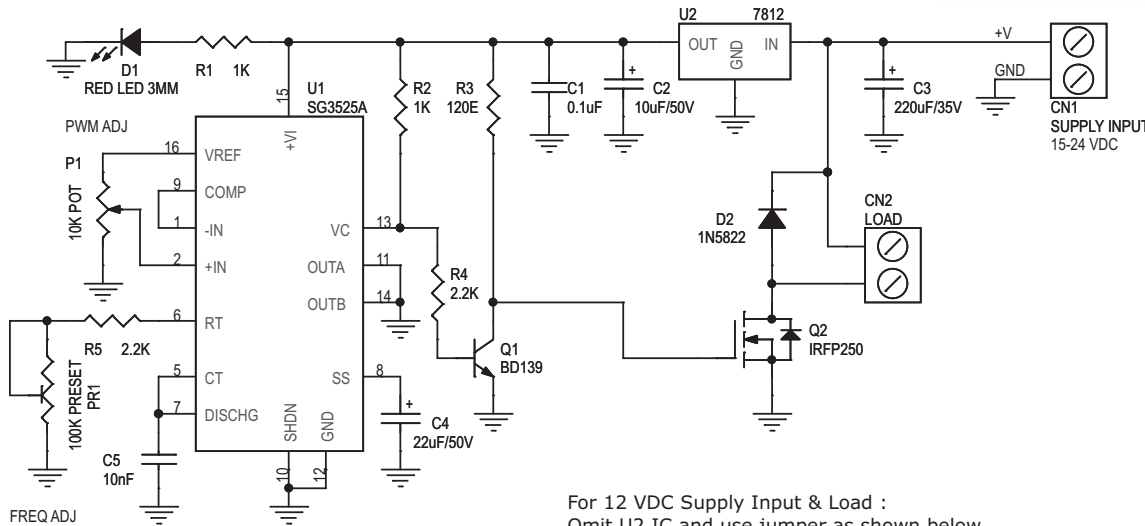 U2 7812
OUT GND IN
+V
GND
CN1
SUPPLY INPUT
15-24 VDC
D1
RED LED 3MM
R1 1K
15
U1
SG3525A
R2
1K
R3
120E
C1
0.1uF
+
C2
10uF/50V
+
C3
220uF/35V
PWM ADJ
P1
10K POT
16 VREF
+VI
9 COMP
1 -IN
2 +IN
VC 13
OUTA 11
OUTB 14
R4
2.2K
D2
1N5822
CN2
LOAD
6 RT
R5 2.2K
100K PRESET
PR1
5 CT
7 DISCHG
SS 8
SHDN
GND
10
12
+
C4
22uF/50V
Q1
BD139
Q2
IRFP250
C5
10nF
FREQ ADJ
For 12 VDC Supply Input & Load :
Omit U2 IC and use jumper as shown below